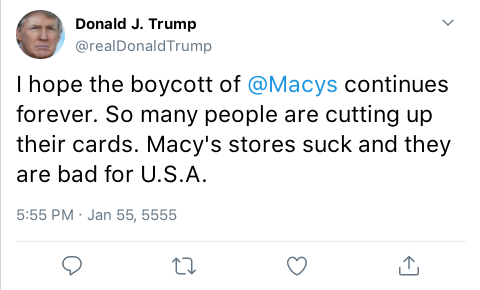 Donald J. Trump
@realDonaldTrump
I hope the boycott of @Macys continues
forever. So many people are cutting up
their cards. Macy's stores suck and they
are bad for U.S.A.
5:55 PM · Jan 55, 5555